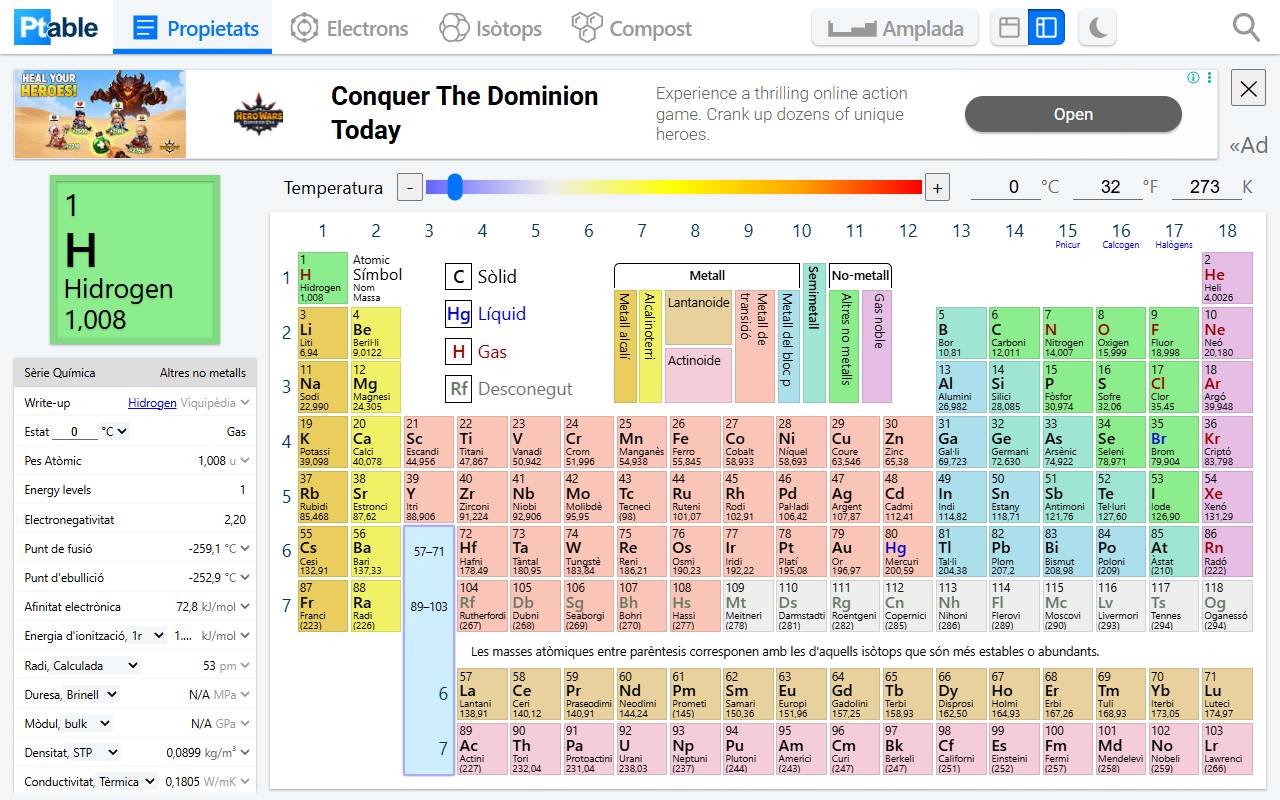 Ptable
Propietats
Electrons
Isòtops
Compost
Amplada
HEAL YOUR
HEROES!
HERO WARS
Conquer The Dominion
Today
Experience a thrilling online action
game. Crank up dozens of unique
heroes.
Open
«Ad
1
H
Hidrogen
1,008
Temperatura - + 0 °C 32 °F 273 K
Sèrie Química Altres no metalls
Write-up Hidrogen Viquipèdia
Estat 0 °C Gas
Pes Atòmic 1,008 u
Energy levels 1
Electronegativitat 2,20
Punt de fusió -259,1 °C
Punt d'ebullició -252,9 °C
Afinitat electrònica 72,8 kJ/mol
Energia d'ionització, 1r 1.... kJ/mol
Radi, Calculada 53 pm
Duresa, Brinell N/A MPa
Mòdul, bulk N/A GPa
Densitat, STP 0,0899 kg/m³
Conductivitat, Tèrmica 0,1805 W/mK
1 2 3 4 5 6 7 8 9 10 11 12 13 14 15 16 17 18
Pnicur Calcogen Halògens
Atomic
Símbol
Nom
Massa
C Sòlid
Hg Líquid
H Gas
Rf Desconegut
Metall
Semimetall
No-metall
Metall alcalí
Alcalinoterri
Lantanoide
Actinoide
Metall de transició
Metall del bloc p
Altres no metalls
Gas noble
1
1 2
H He
Hidrogen Heli
1,008 4,0026
2
3 4 5 6 7 8 9 10
Li Be B C N O F Ne
Liti Beril·li Bor Carboni Nitrogen Oxigen Fluor Neó
6,94 9,0122 10,81 12,011 14,007 15,999 18,998 20,180
3
11 12 13 14 15 16 17 18
Na Mg Al Si P S Cl Ar
Sodi Magnesi Alumini Silici Fòsfor Sofre Clor Argó
22,990 24,305 26,982 28,085 30,974 32,06 35,45 39,948
4
19 20 21 22 23 24 25 26 27 28 29 30 31 32 33 34 35 36
K Ca Sc Ti V Cr Mn Fe Co Ni Cu Zn Ga Ge As Se Br Kr
Potassi Calci Escandi Titani Vanadi Crom Manganès Ferro Cobalt Níquel Coure Zinc Gal·li Germani Arsènic Seleni Brom Criptó
39,098 40,078 44,956 47,867 50,942 51,996 54,938 55,845 58,933 58,693 63,546 65,38 69,723 72,630 74,922 78,971 79,904 83,798
5
37 38 39 40 41 42 43 44 45 46 47 48 49 50 51 52 53 54
Rb Sr Y Zr Nb Mo Tc Ru Rh Pd Ag Cd In Sn Sb Te I Xe
Rubidi Estronci Itri Zirconi Niobi Molibdè Tecneci Ruteni Rodi Pal·ladi Argent Cadmi Indi Estany Antimoni Tel·luri Iode Xenó
85,468 87,62 88,906 91,224 92,906 95,95 (98) 101,07 102,91 106,42 107,87 112,41 114,82 118,71 121,76 127,60 126,90 131,29
6
55 56 57–71 72 73 74 75 76 77 78 79 80 81 82 83 84 85 86
Cs Ba Hf Ta W Re Os Ir Pt Au Hg Tl Pb Bi Po At Rn
Cesi Bari Hafni Tàntal Tungstè Reni Osmi Iridi Platí Or Mercuri Tal·li Plom Bismut Poloni Àstat Radó
132,91 137,33 178,49 180,95 183,84 186,21 190,23 192,22 195,08 196,97 200,59 204,38 207,2 208,98 (209) (210) (222)
7
87 88 89–103 104 105 106 107 108 109 110 111 112 113 114 115 116 117 118
Fr Ra Rf Db Sg Bh Hs Mt Ds Rg Cn Nh Fl Mc Lv Ts Og
Franci Radi Rutherfordi Dubni Seaborgi Bohri Hassi Meitneri Darmstadti Roentgeni Copernici Nihoni Flerovi Moscovi Livermori Tennes Oganessó
(223) (226) (267) (268) (269) (270) (277) (278) (281) (282) (285) (286) (289) (290) (293) (294) (294)
Les masses atòmiques entre parèntesis corresponen amb les d'aquells isòtops que són més estables o abundants.
6
57 58 59 60 61 62 63 64 65 66 67 68 69 70 71
La Ce Pr Nd Pm Sm Eu Gd Tb Dy Ho Er Tm Yb Lu
Lantani Ceri Praseodimi Neodimi Prometi Samari Europi Gadolini Terbi Disprosi Holmi Erbi Tuli Iterbi Luteci
138,91 140,12 140,91 144,24 (145) 150,36 151,96 157,25 158,93 162,50 164,93 167,26 168,93 173,05 174,97
7
89 90 91 92 93 94 95 96 97 98 99 100 101 102 103
Ac Th Pa U Np Pu Am Cm Bk Cf Es Fm Md No Lr
Actini Tori Protoactini Urani Neptuni Plutoni Americi Curi Berkeli Californi Einsteini Fermi Mendelevi Nobeli Lawrenci
(227) 232,04 231,04 238,03 (237) (244) (243) (247) (247) (251) (252) (257) (258) (259) (266)